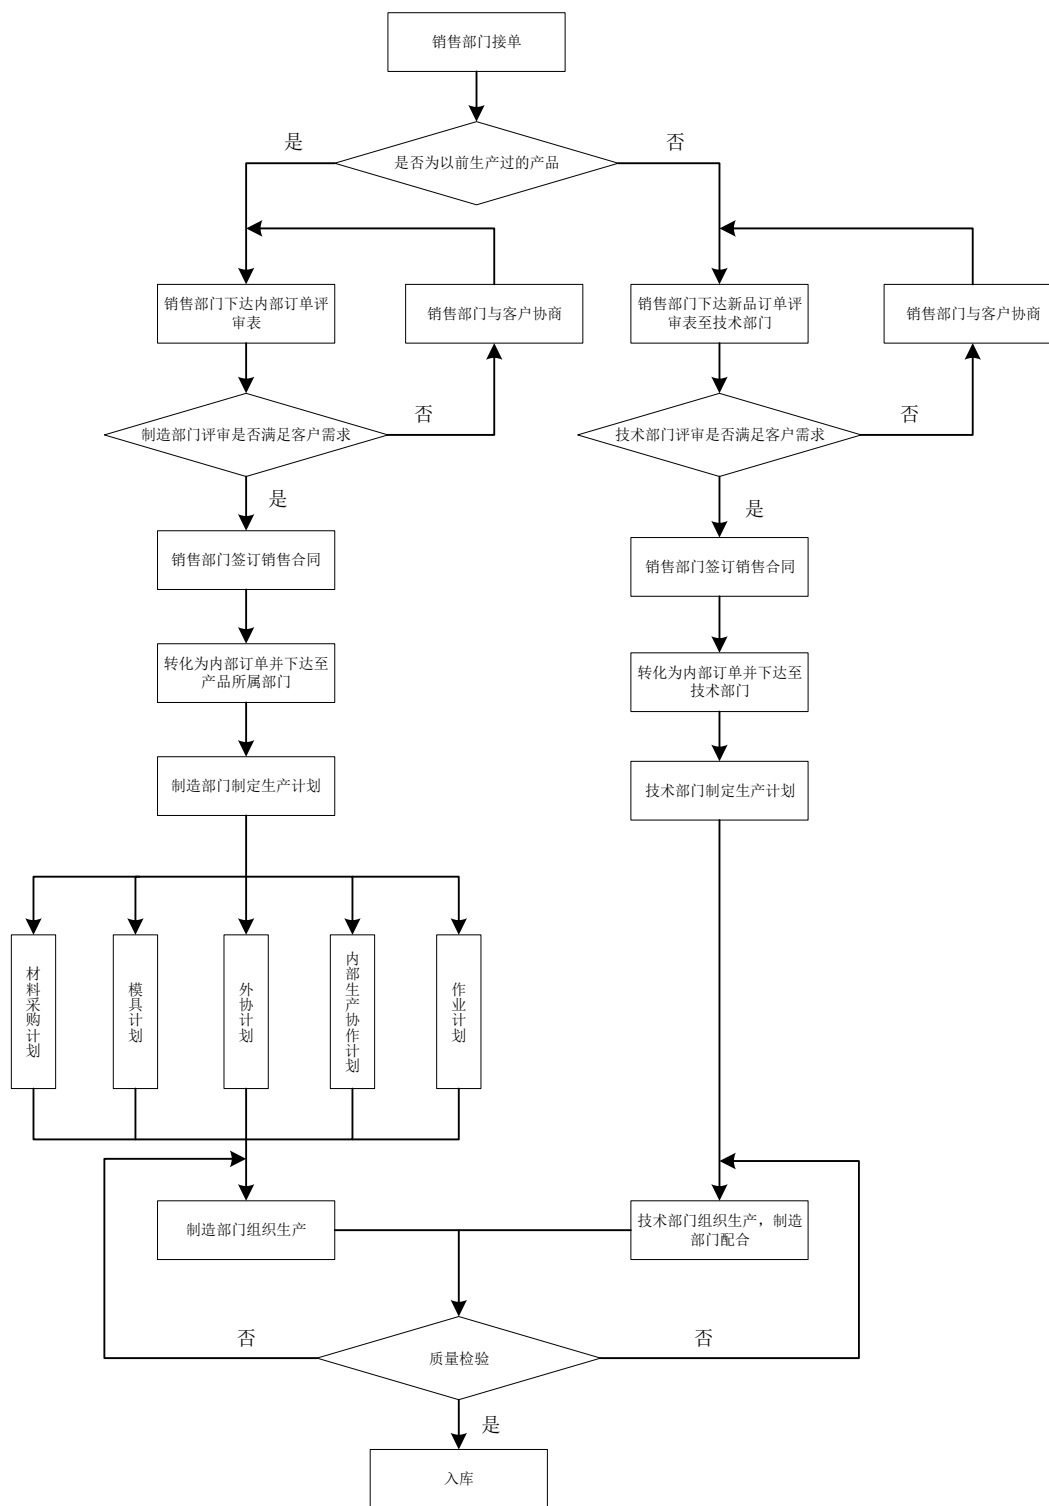 销售部门接单
是
否
是否为以前生产过的产品
销售部门下达内部订单评
审表
销售部门与客户协商
销售部门下达新品订单评
审表至技术部门
销售部门与客户协商
否
否
制造部门评审是否满足客户需求
技术部门评审是否满足客户需求
是
是
销售部门签订销售合同
销售部门签订销售合同
转化为内部订单并下达至
产品所属部门
转化为内部订单并下达至
技术部门
制造部门制定生产计划
技术部门制定生产计划
材料采购计划
模具计划
外协计划
内部生产协作计划
作业计划
制造部门组织生产
技术部门组织生产，制造
部门配合
否
否
质量检验
是
入库